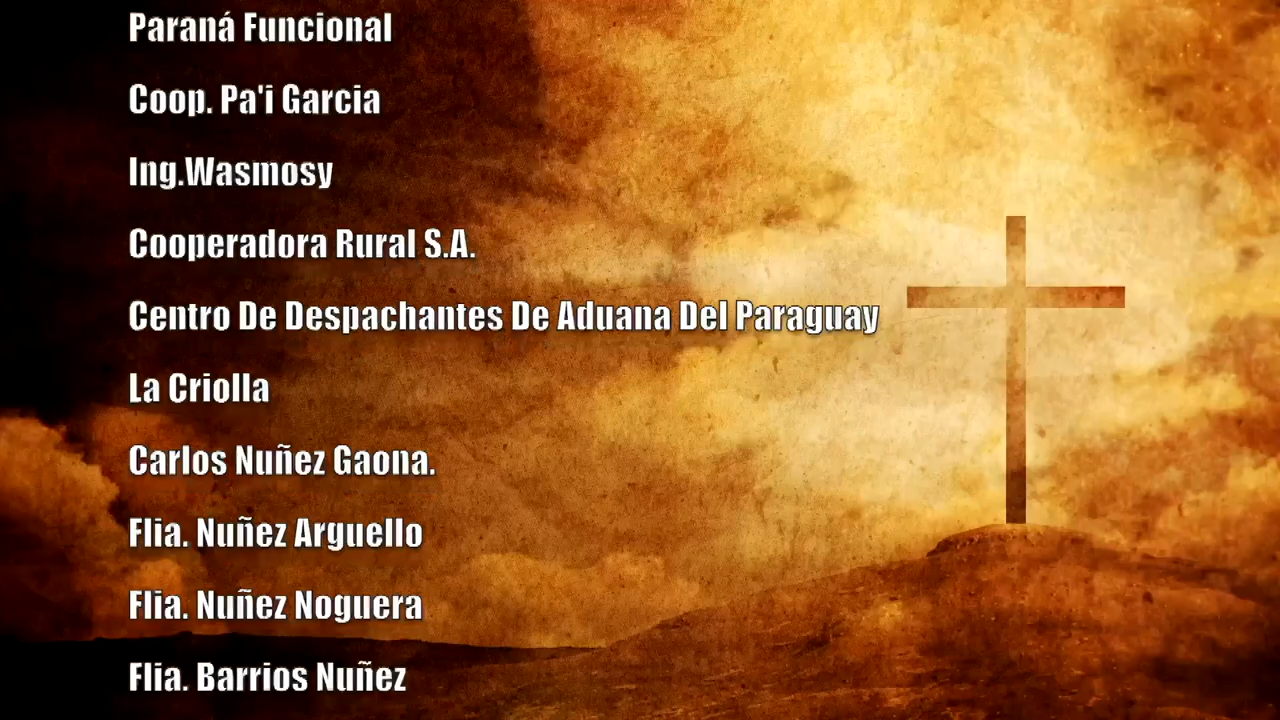 Paraná Funcional
Coop. Pa'i Garcia
Ing.Wasmosy
Cooperadora Rural S.A.
Centro De Despachantes De Aduana Del Paraguay
La Criolla
Carlos Nuñez Gaona.
Flia. Nuñez Arguello
Flia. Nuñez Noguera
Flia. Barrios Nuñez